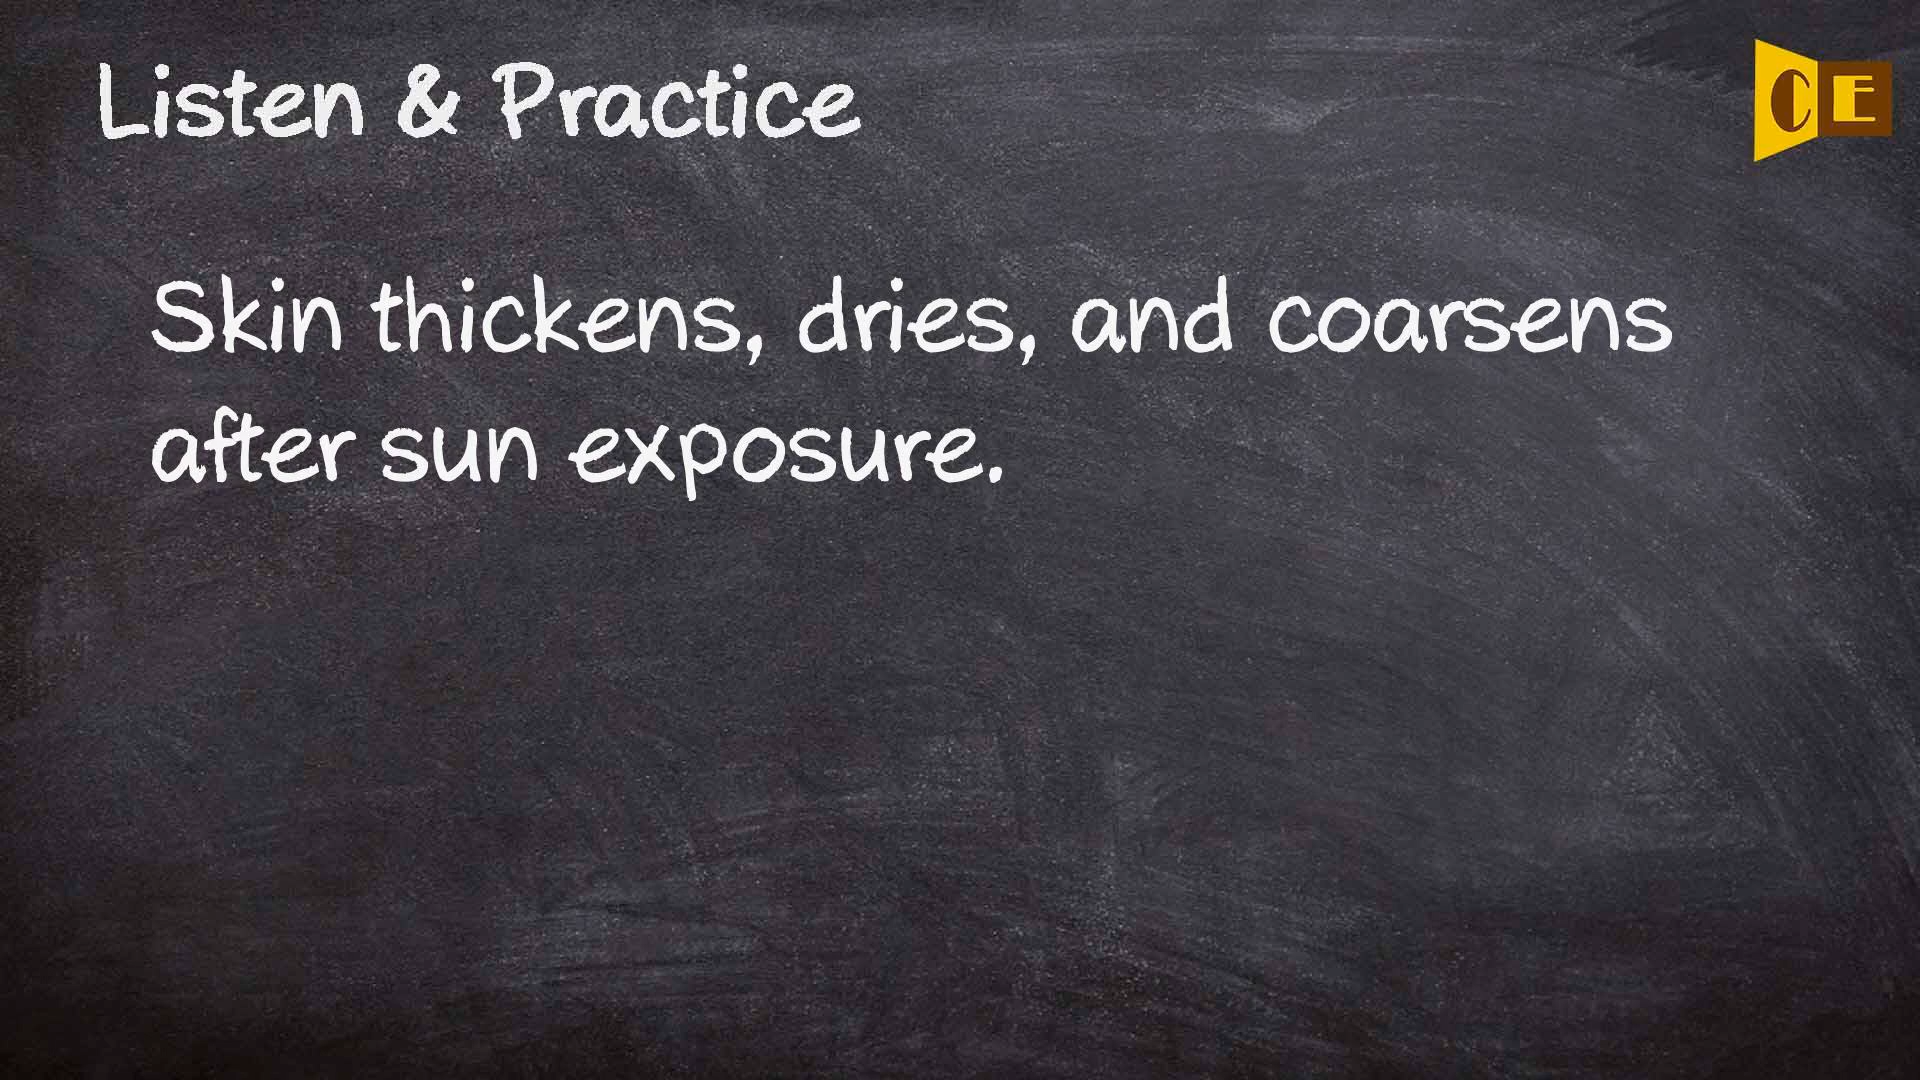 Listen & Practice
CE
Skin thickens, dries, and coarsens
after sun exposure.